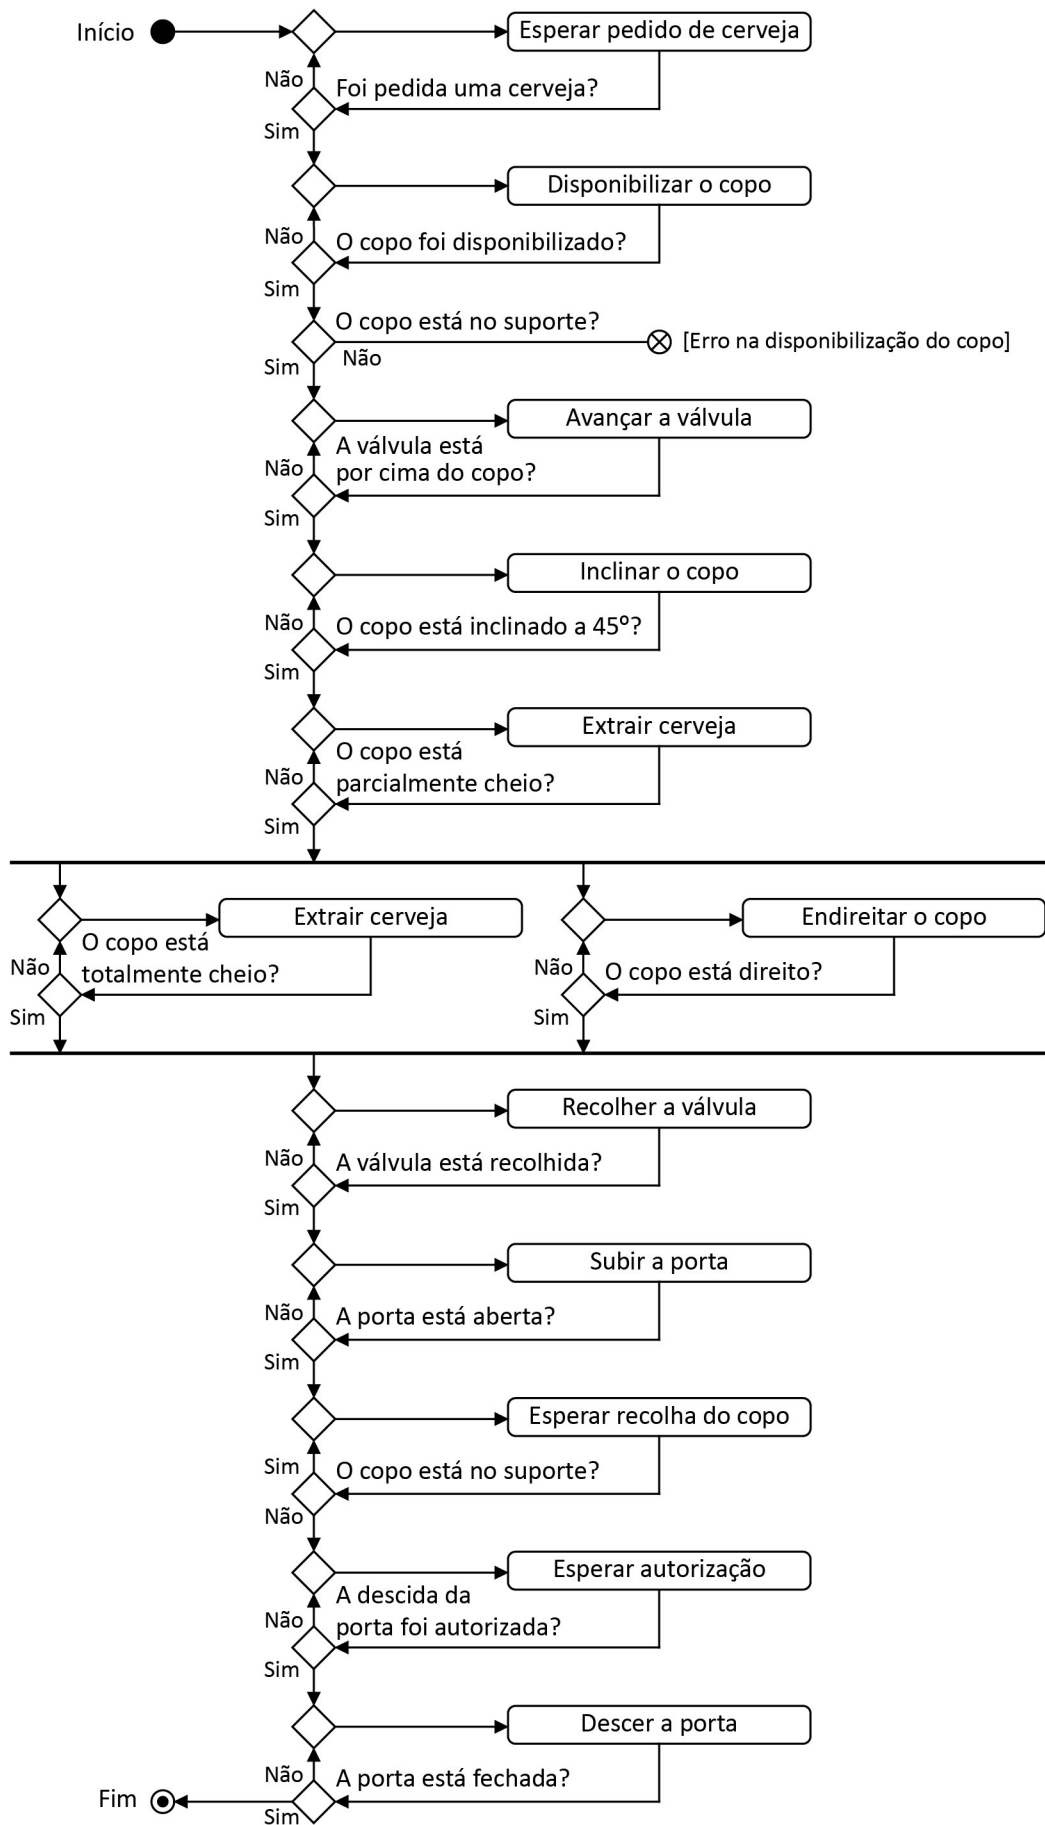 Início
Esperar pedido de cerveja
Não
Foi pedida uma cerveja?
Sim
Disponibilizar o copo
Não
O copo foi disponibilizado?
Sim
O copo está no suporte?
[Erro na disponibilização do copo]
Sim
Não
Avançar a válvula
A válvula está
Não
por cima do copo?
Sim
Inclinar o copo
Não
O copo está inclinado a 45º?
Sim
Extrair cerveja
O copo está
Não
parcialmente cheio?
Sim
Extrair cerveja
O copo está
Não
totalmente cheio?
Sim
Endireitar o copo
Não
O copo está direito?
Sim
Recolher a válvula
Não
A válvula está recolhida?
Sim
Subir a porta
Não
A porta está aberta?
Sim
Esperar recolha do copo
Sim
O copo está no suporte?
Não
Esperar autorização
A descida da
Não
porta foi autorizada?
Sim
Descer a porta
Não
A porta está fechada?
Fim
Sim